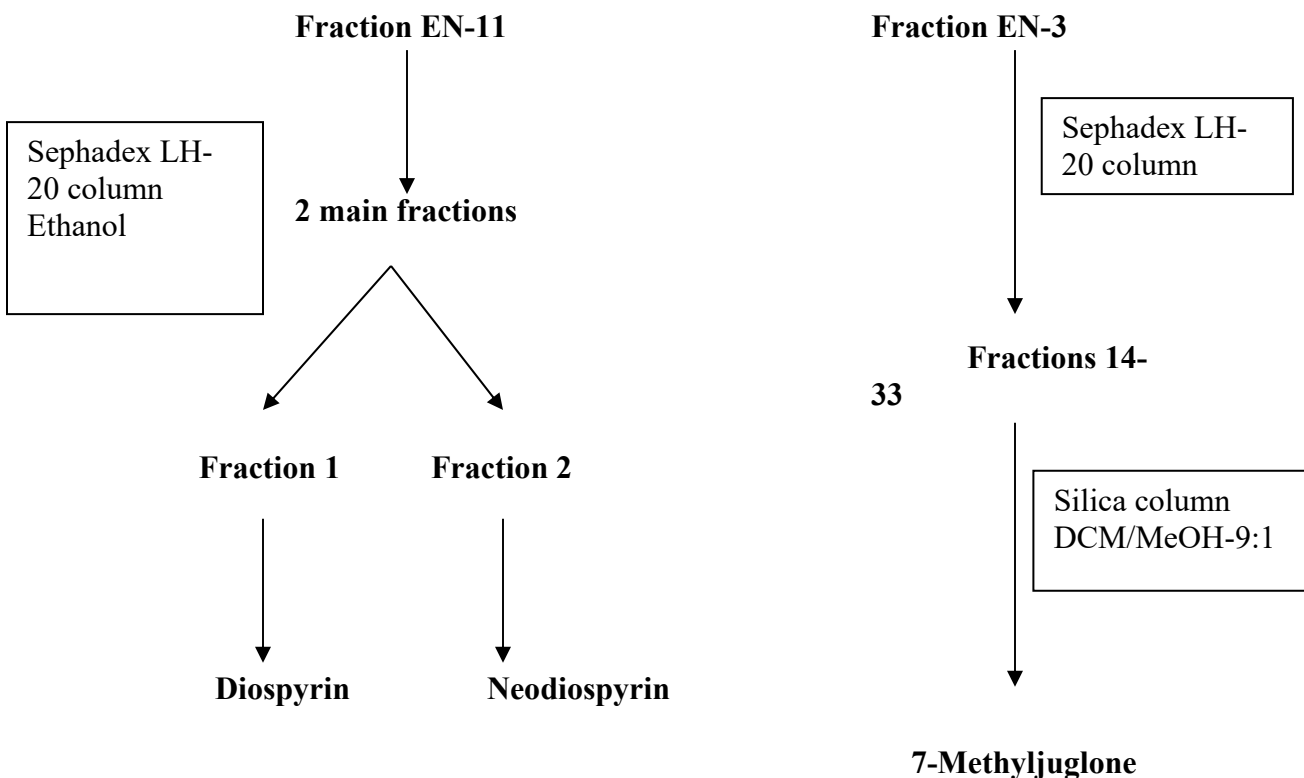 Fraction EN-11
Sephadex LH-
20 column
Ethanol
2 main fractions
Fraction 1
Fraction 2
Diospyrin
Neodiospyrin
Fraction EN-3
Sephadex LH-
20 column
Fractions 14-
33
Silica column
DCM/MeOH-9:1
7-Methyljuglone